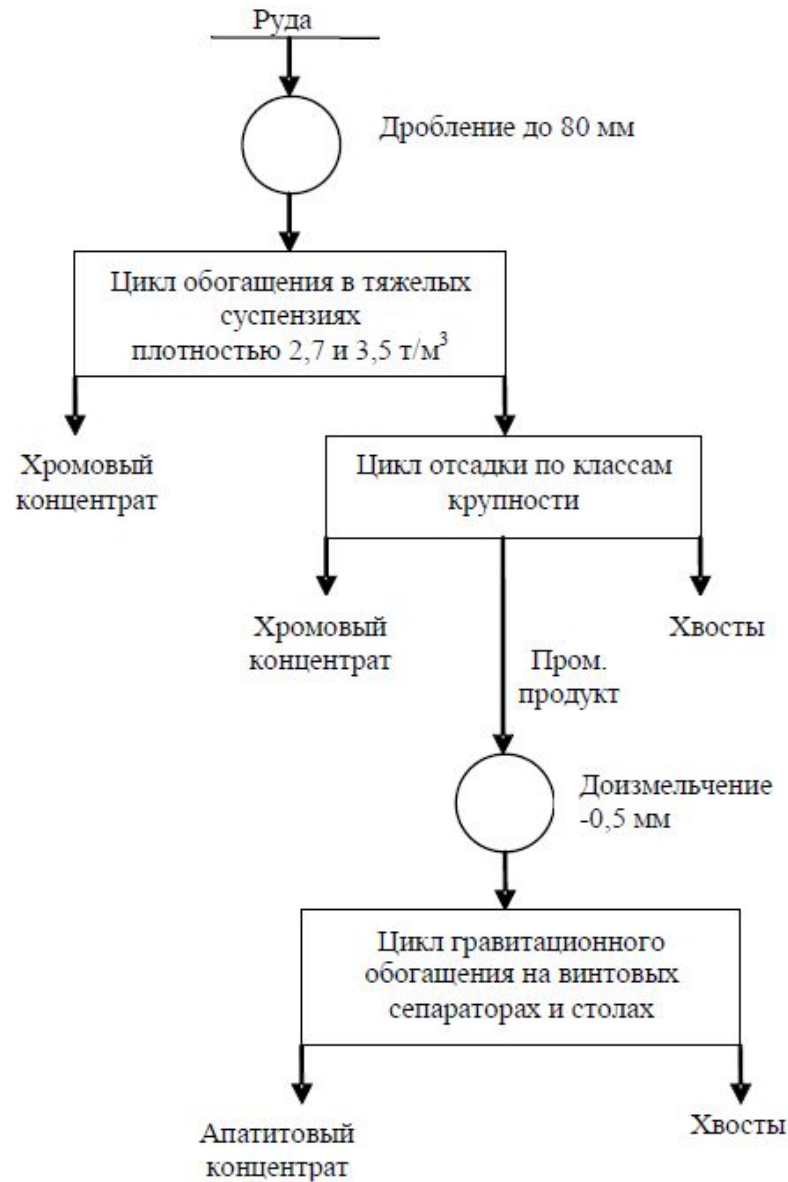 Руда
Дробление до 80 мм
Цикл обогащения в тяжелых
суспензиях
плотностью 2,7 и 3,5 т/м³
Хромовый
концентрат
Цикл отсадки по классам
крупности
Хромовый
концентрат
Пром.
продукт
Хвосты
Доизмельчение
-0,5 мм
Цикл гравитационного
обогащения на винтовых
сепараторах и столах
Апатитовый
концентрат
Хвосты